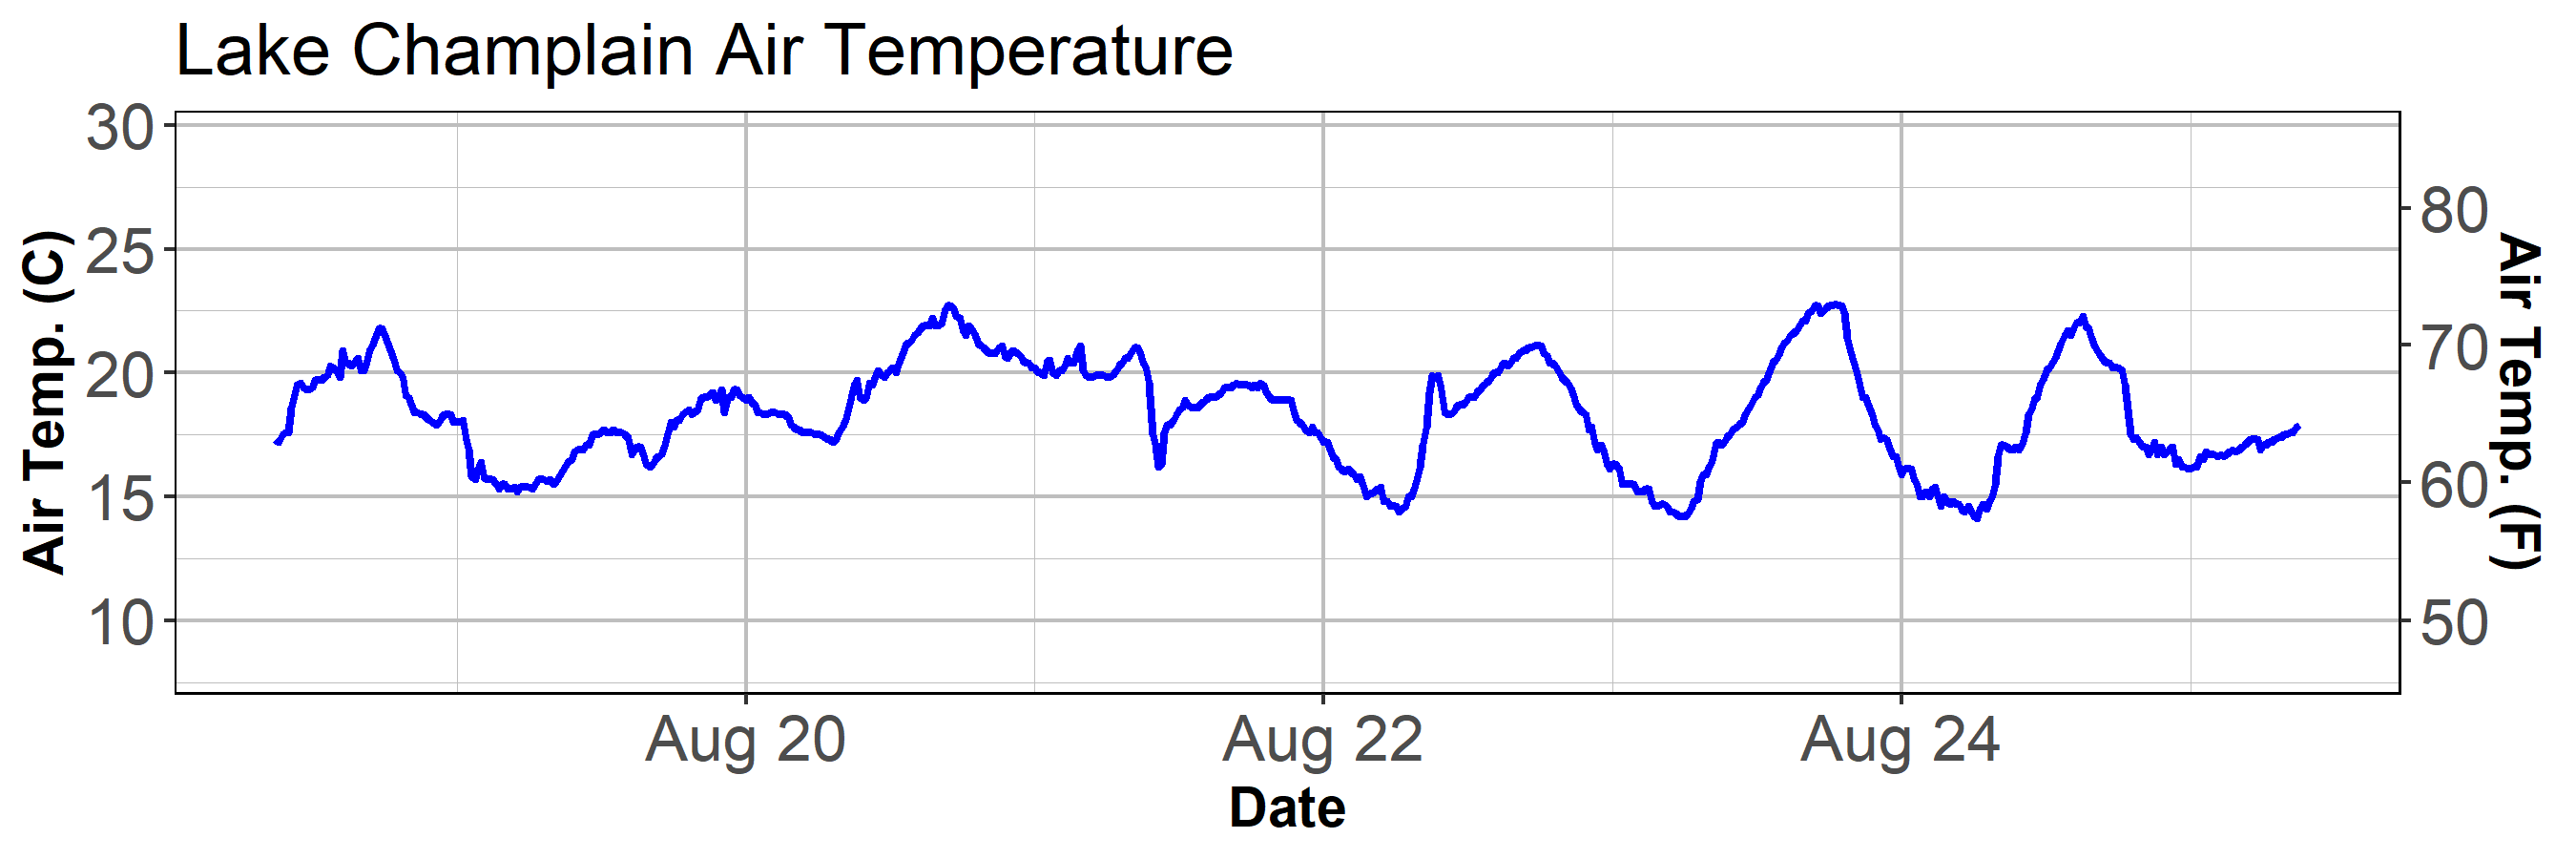 Lake Champlain Air Temperature
30
25
20
15
10
Air Temp. (C)
80
70
60
50
Air Temp. (F)
Aug 20
Aug 22
Aug 24
Date